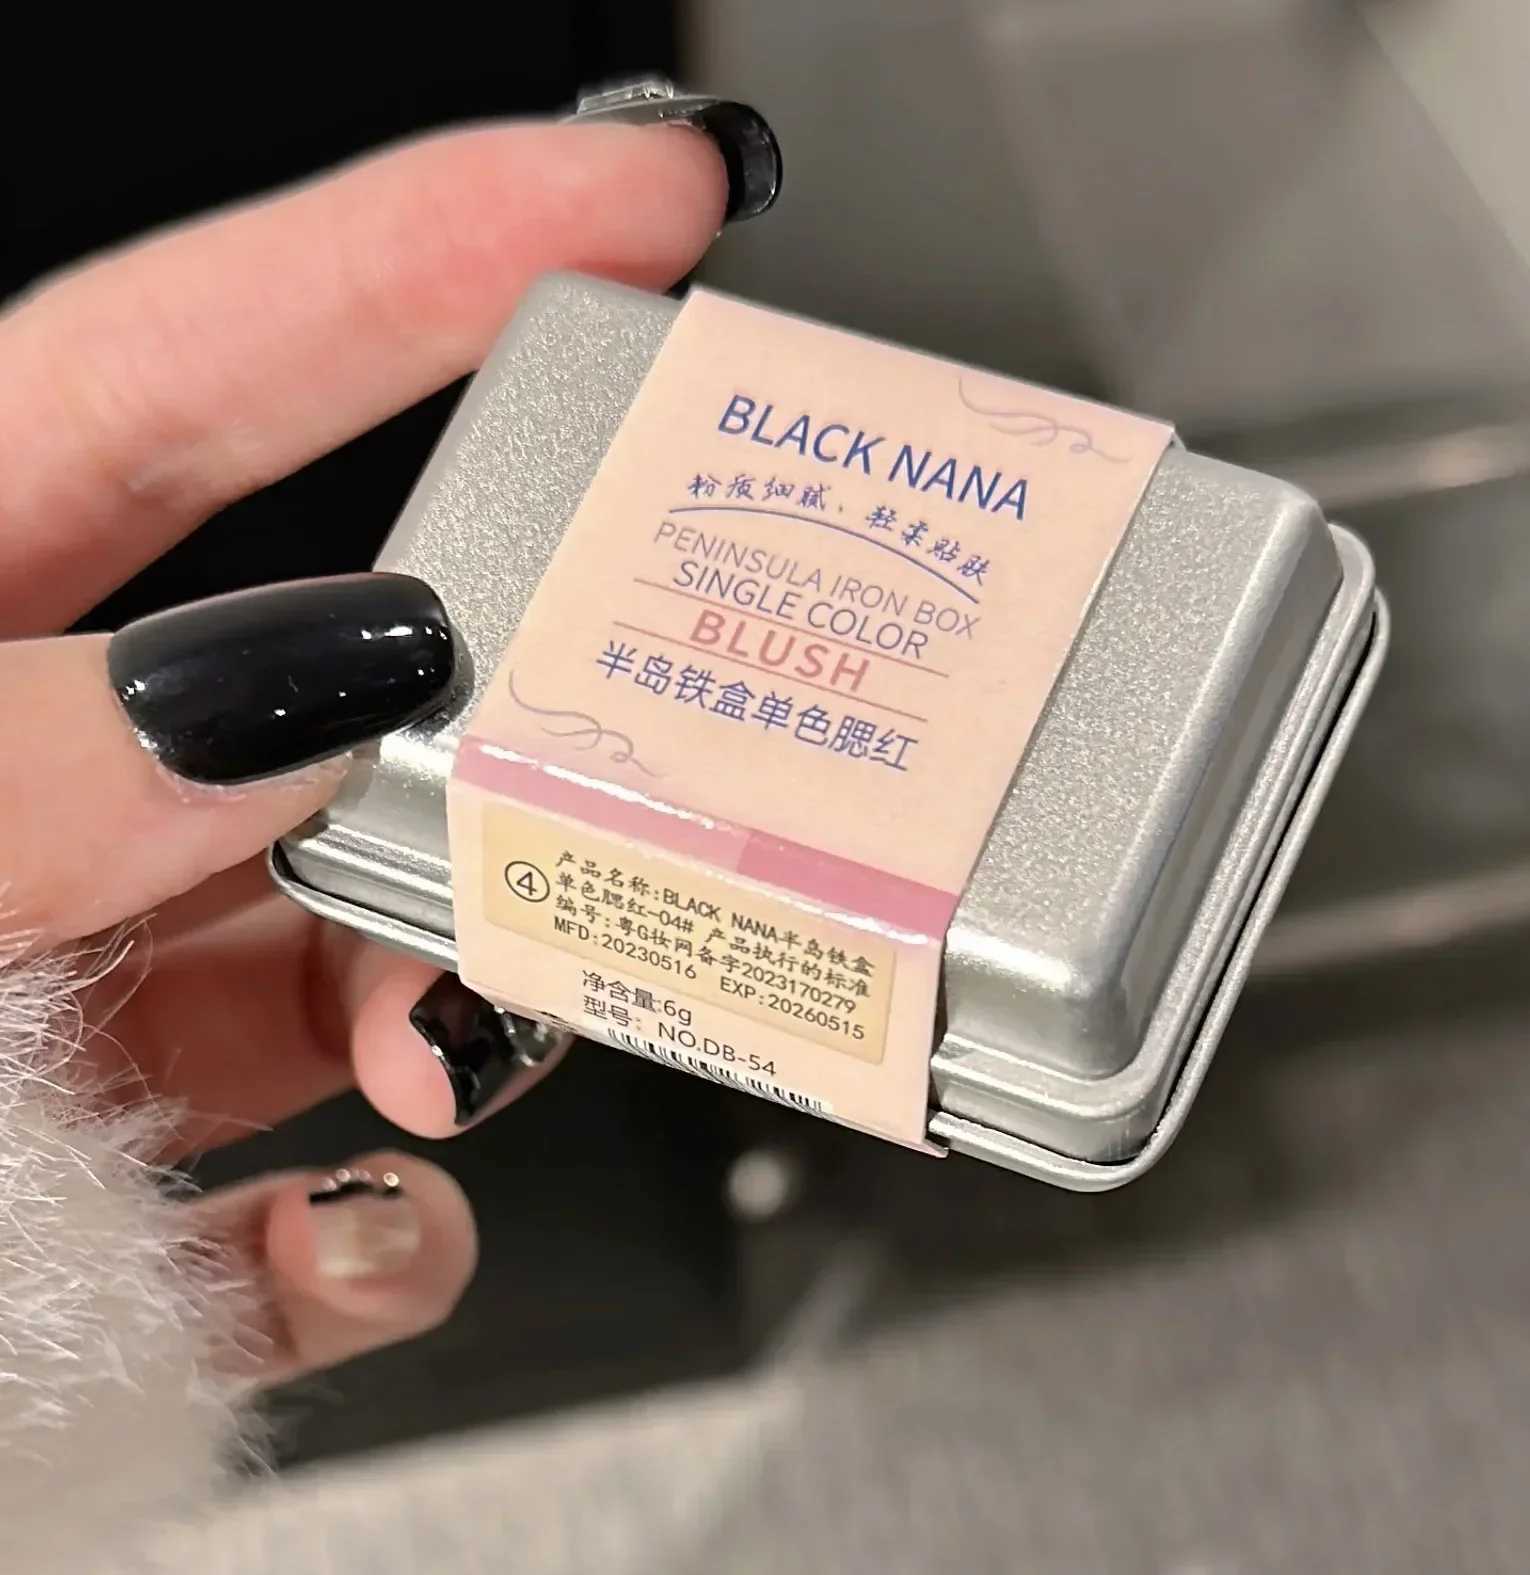 BLACK NANA
粉质细腻，轻柔贴肤
PENINSULA IRON BOX
SINGLE COLOR
BLUSH
半岛铁盒单色腮红
④
产品名称:BLACK NANA半岛铁盒
单色腮红-04# 产品执行的标准
编号:粤G妆网备字2023170279
MFD:20230516 EXP:20260515
净含量:6g
型号: NO.DB-54